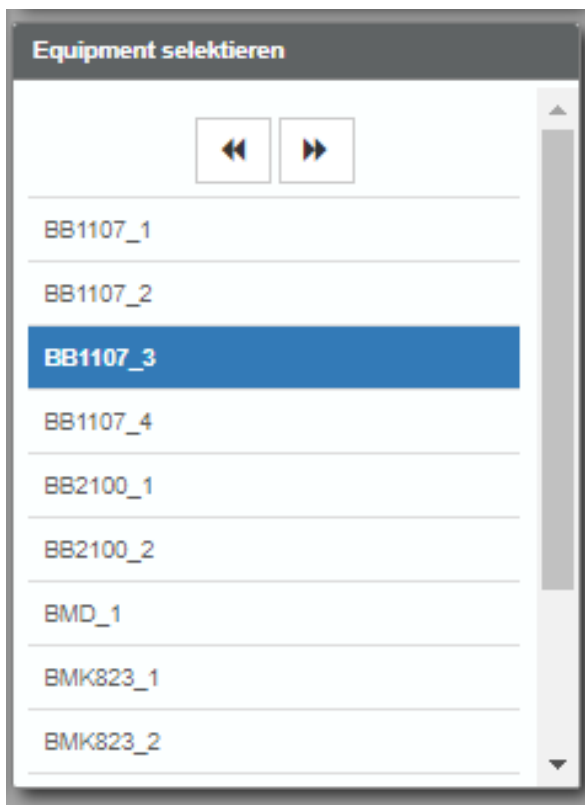 Equipment selektieren
BB1107_1
BB1107_2
BB1107_3
BB1107_4
BB2100_1
BB2100_2
BMD_1
BMK823_1
BMK823_2